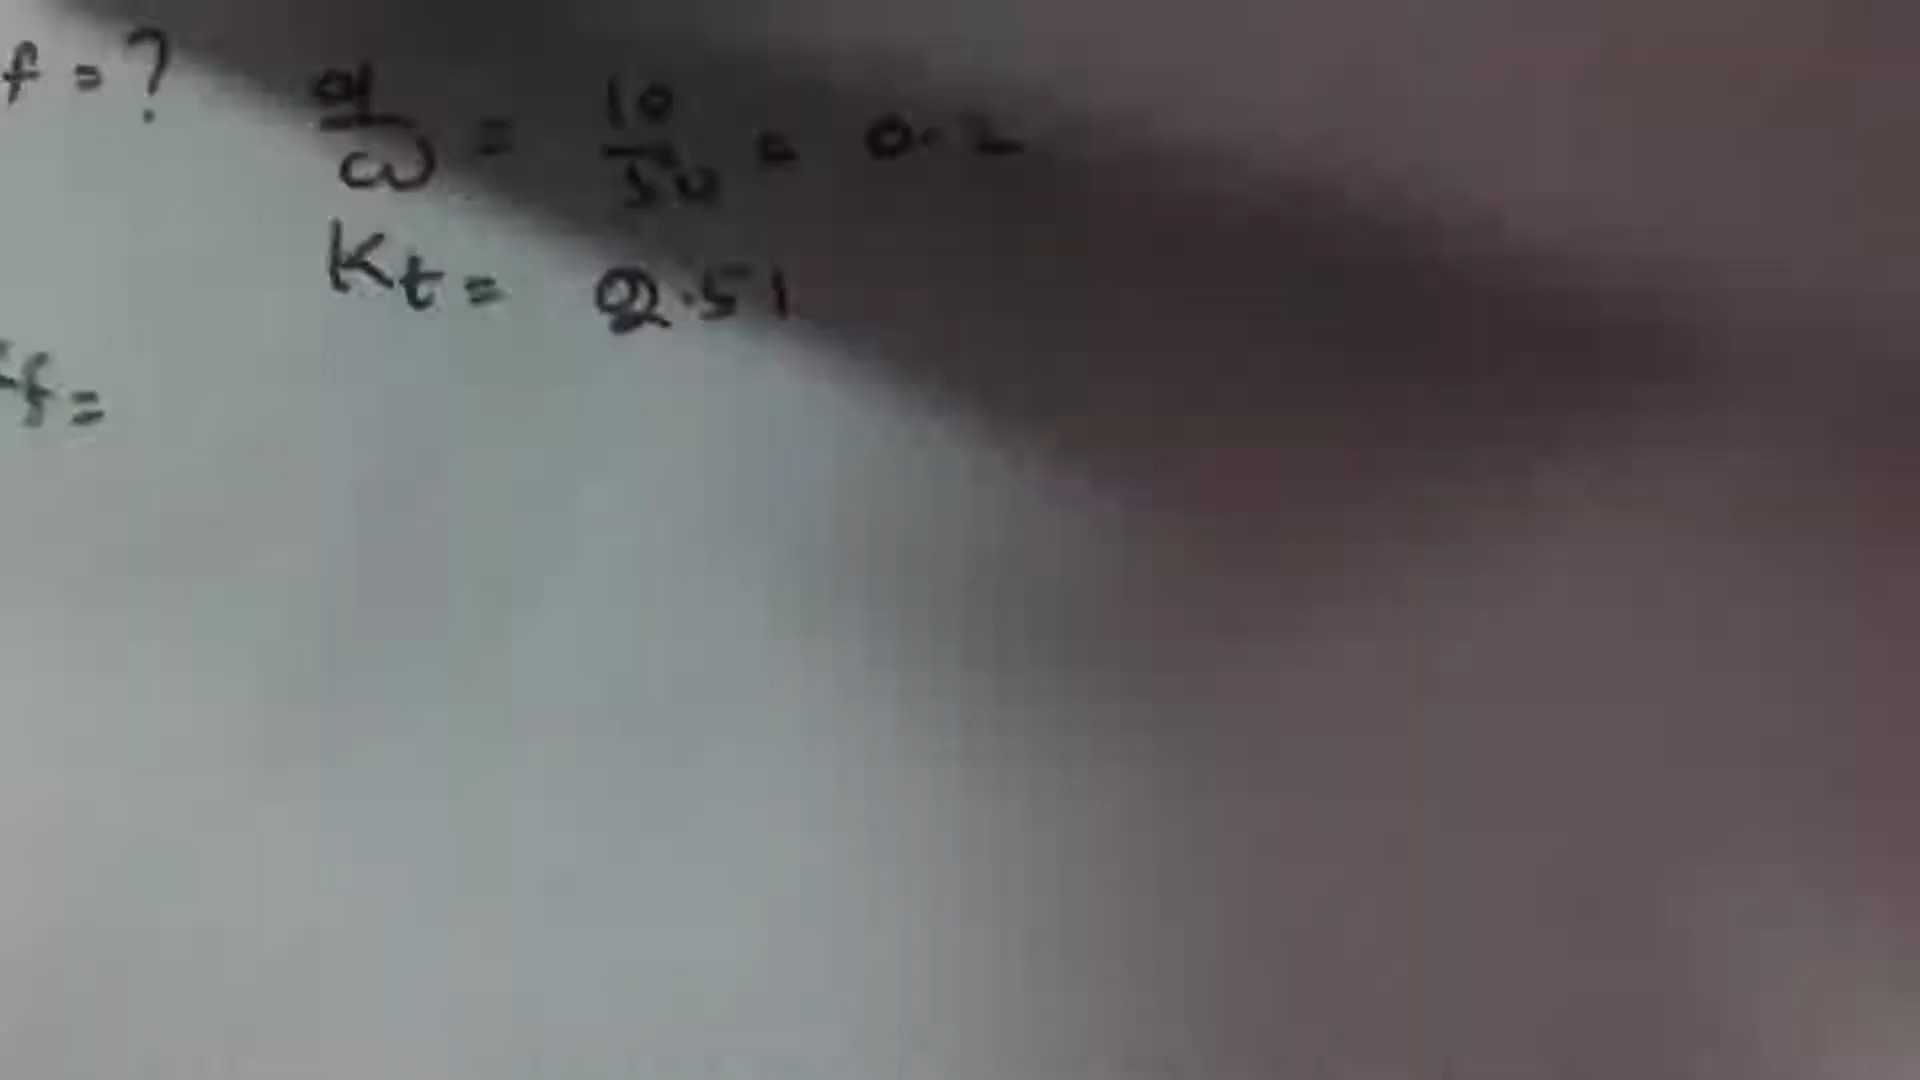 f = ?
d/w = 10/50 = 0.2
Kt = 2.51
f =